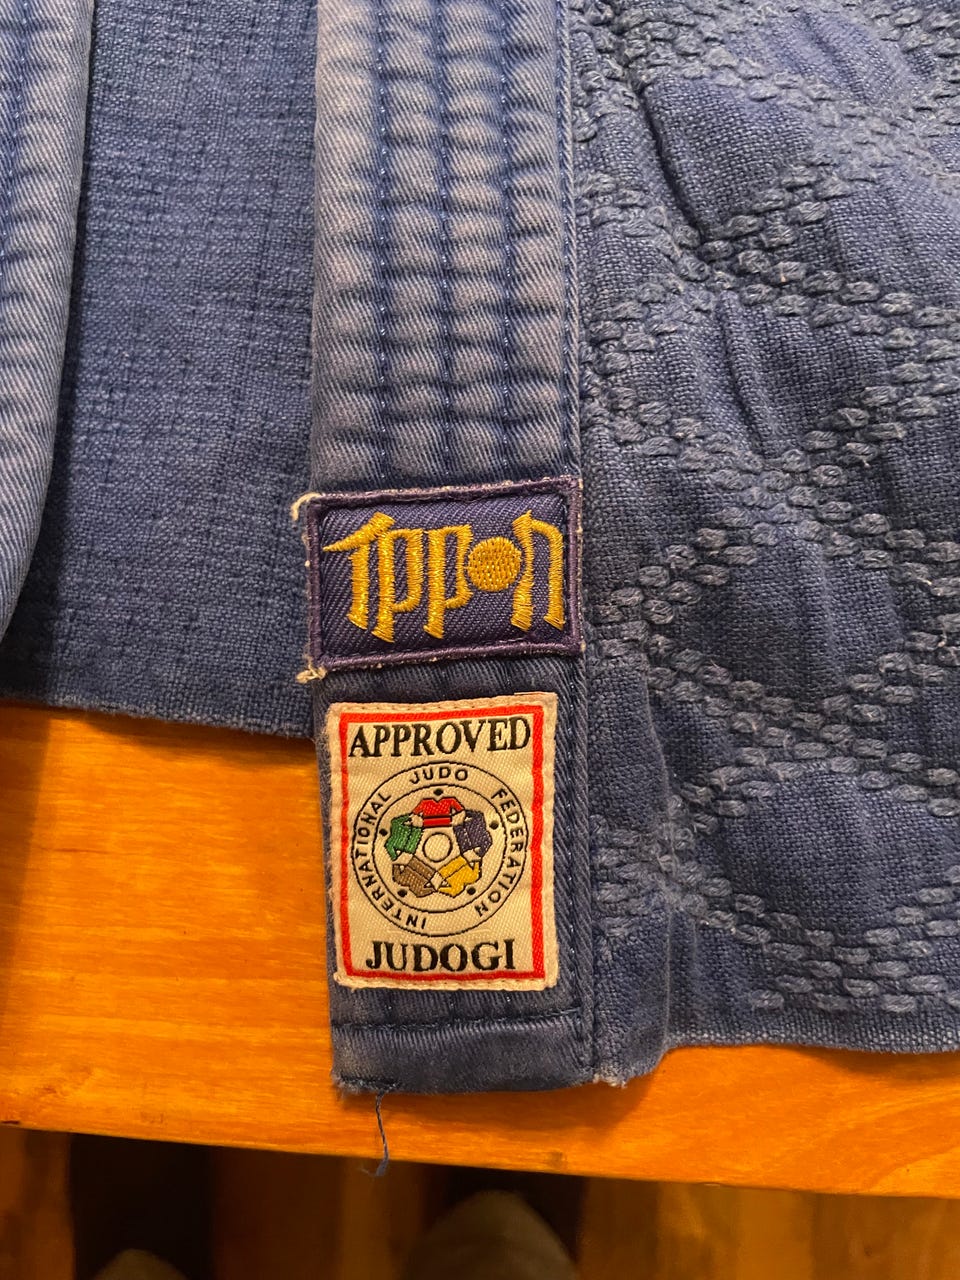 ippon
APPROVED
INTERNATIONAL JUDO FEDERATION
JUDOGI